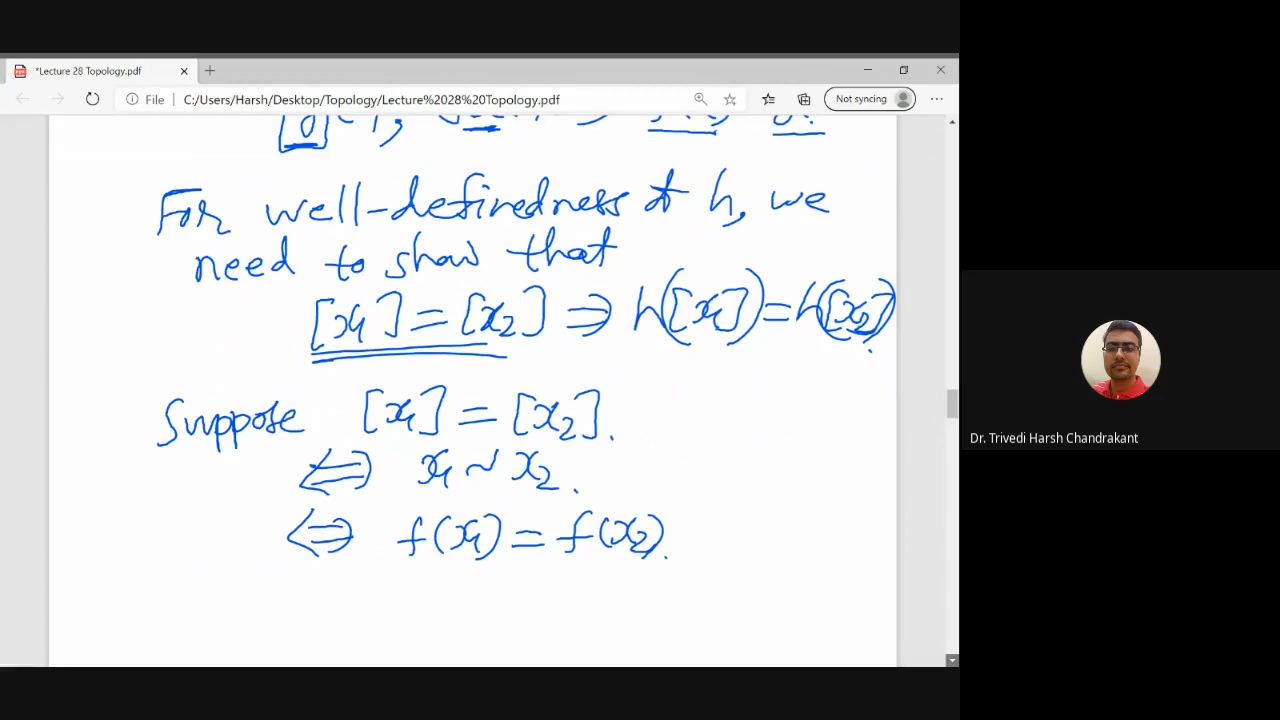 *Lecture 28 Topology.pdf
File | C:/Users/Harsh/Desktop/Topology/Lecture%2028%20Topology.pdf
Not syncing
For well-definedness of h, we
need to show that
[x₁] = [x₂] ⇒ h([x₁]) = h([x₂]).
Suppose [x₁] = [x₂].
⇔ x₁ ~ x₂.
⇔ f(x₁) = f(x₂).
Dr. Trivedi Harsh Chandrakant